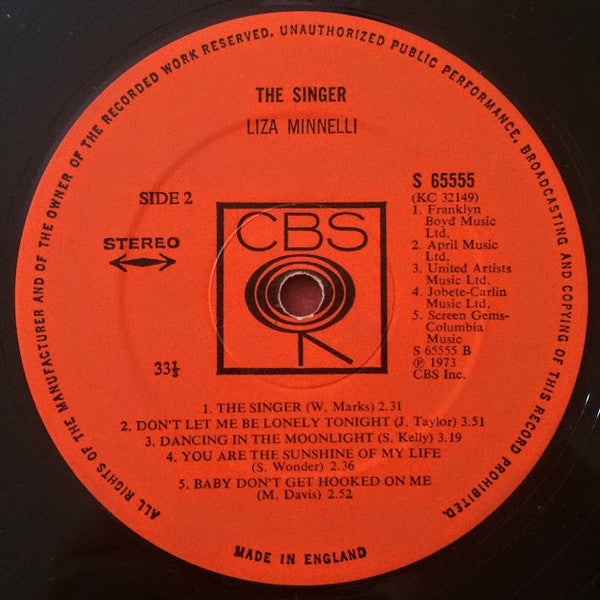 ALL RIGHTS OF THE MANUFACTURER AND OF THE OWNER OF THE RECORDED WORK RESERVED. UNAUTHORIZED PUBLIC PERFORMANCE, BROADCASTING AND COPYING OF THIS RECORD PROHIBITED.
THE SINGER
LIZA MINNELLI
SIDE 2
STEREO
33⅓
CBS
S 65555
(KC 32149)
1. Franklyn
Boyd Music
Ltd.
2. April Music
Ltd.
3. United Artists
Music Ltd.
4. Jobete-Carlin
Music Ltd.
5. Screen Gems-
Columbia
Music
S 65555 B
℗ 1973
CBS Inc.
1. THE SINGER (W. Marks) 2.31
2. DON'T LET ME BE LONELY TONIGHT (J. Taylor) 3.51
3. DANCING IN THE MOONLIGHT (S. Kelly) 3.19
4. YOU ARE THE SUNSHINE OF MY LIFE
(S. Wonder) 2.36
5. BABY DON'T GET HOOKED ON ME
(M. Davis) 2.52
MADE IN ENGLAND